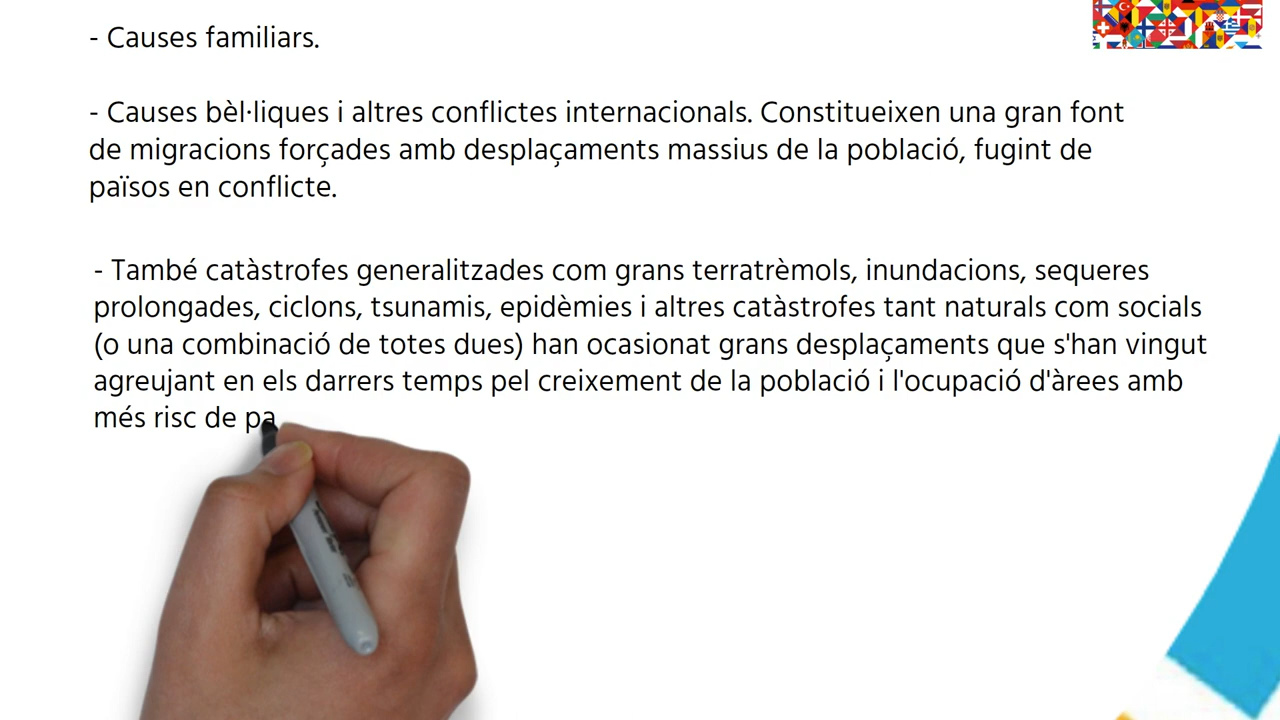 - Causes familiars.
- Causes bèl·liques i altres conflictes internacionals. Constitueixen una gran font
de migracions forçades amb desplaçaments massius de la població, fugint de
països en conflicte.
- També catàstrofes generalitzades com grans terratrèmols, inundacions, sequeres
prolongades, ciclons, tsunamis, epidèmies i altres catàstrofes tant naturals com socials
(o una combinació de totes dues) han ocasionat grans desplaçaments que s'han vingut
agreujant en els darrers temps pel creixement de la població i l'ocupació d'àrees amb
més risc de pa